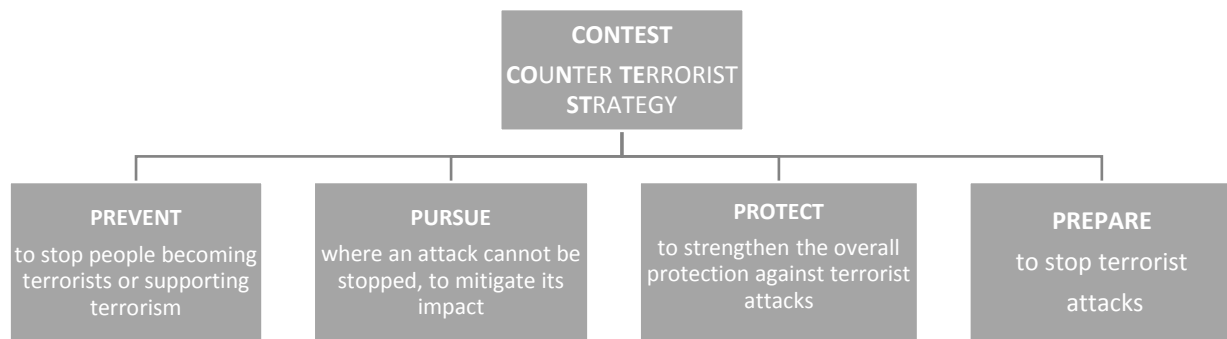 CONTEST
COUNTER TERRORIST
STRATEGY
PREVENT
to stop people becoming
terrorists or supporting
terrorism
PURSUE
where an attack cannot be
stopped, to mitigate its
impact
PROTECT
to strengthen the overall
protection against terrorist
attacks
PREPARE
to stop terrorist
attacks